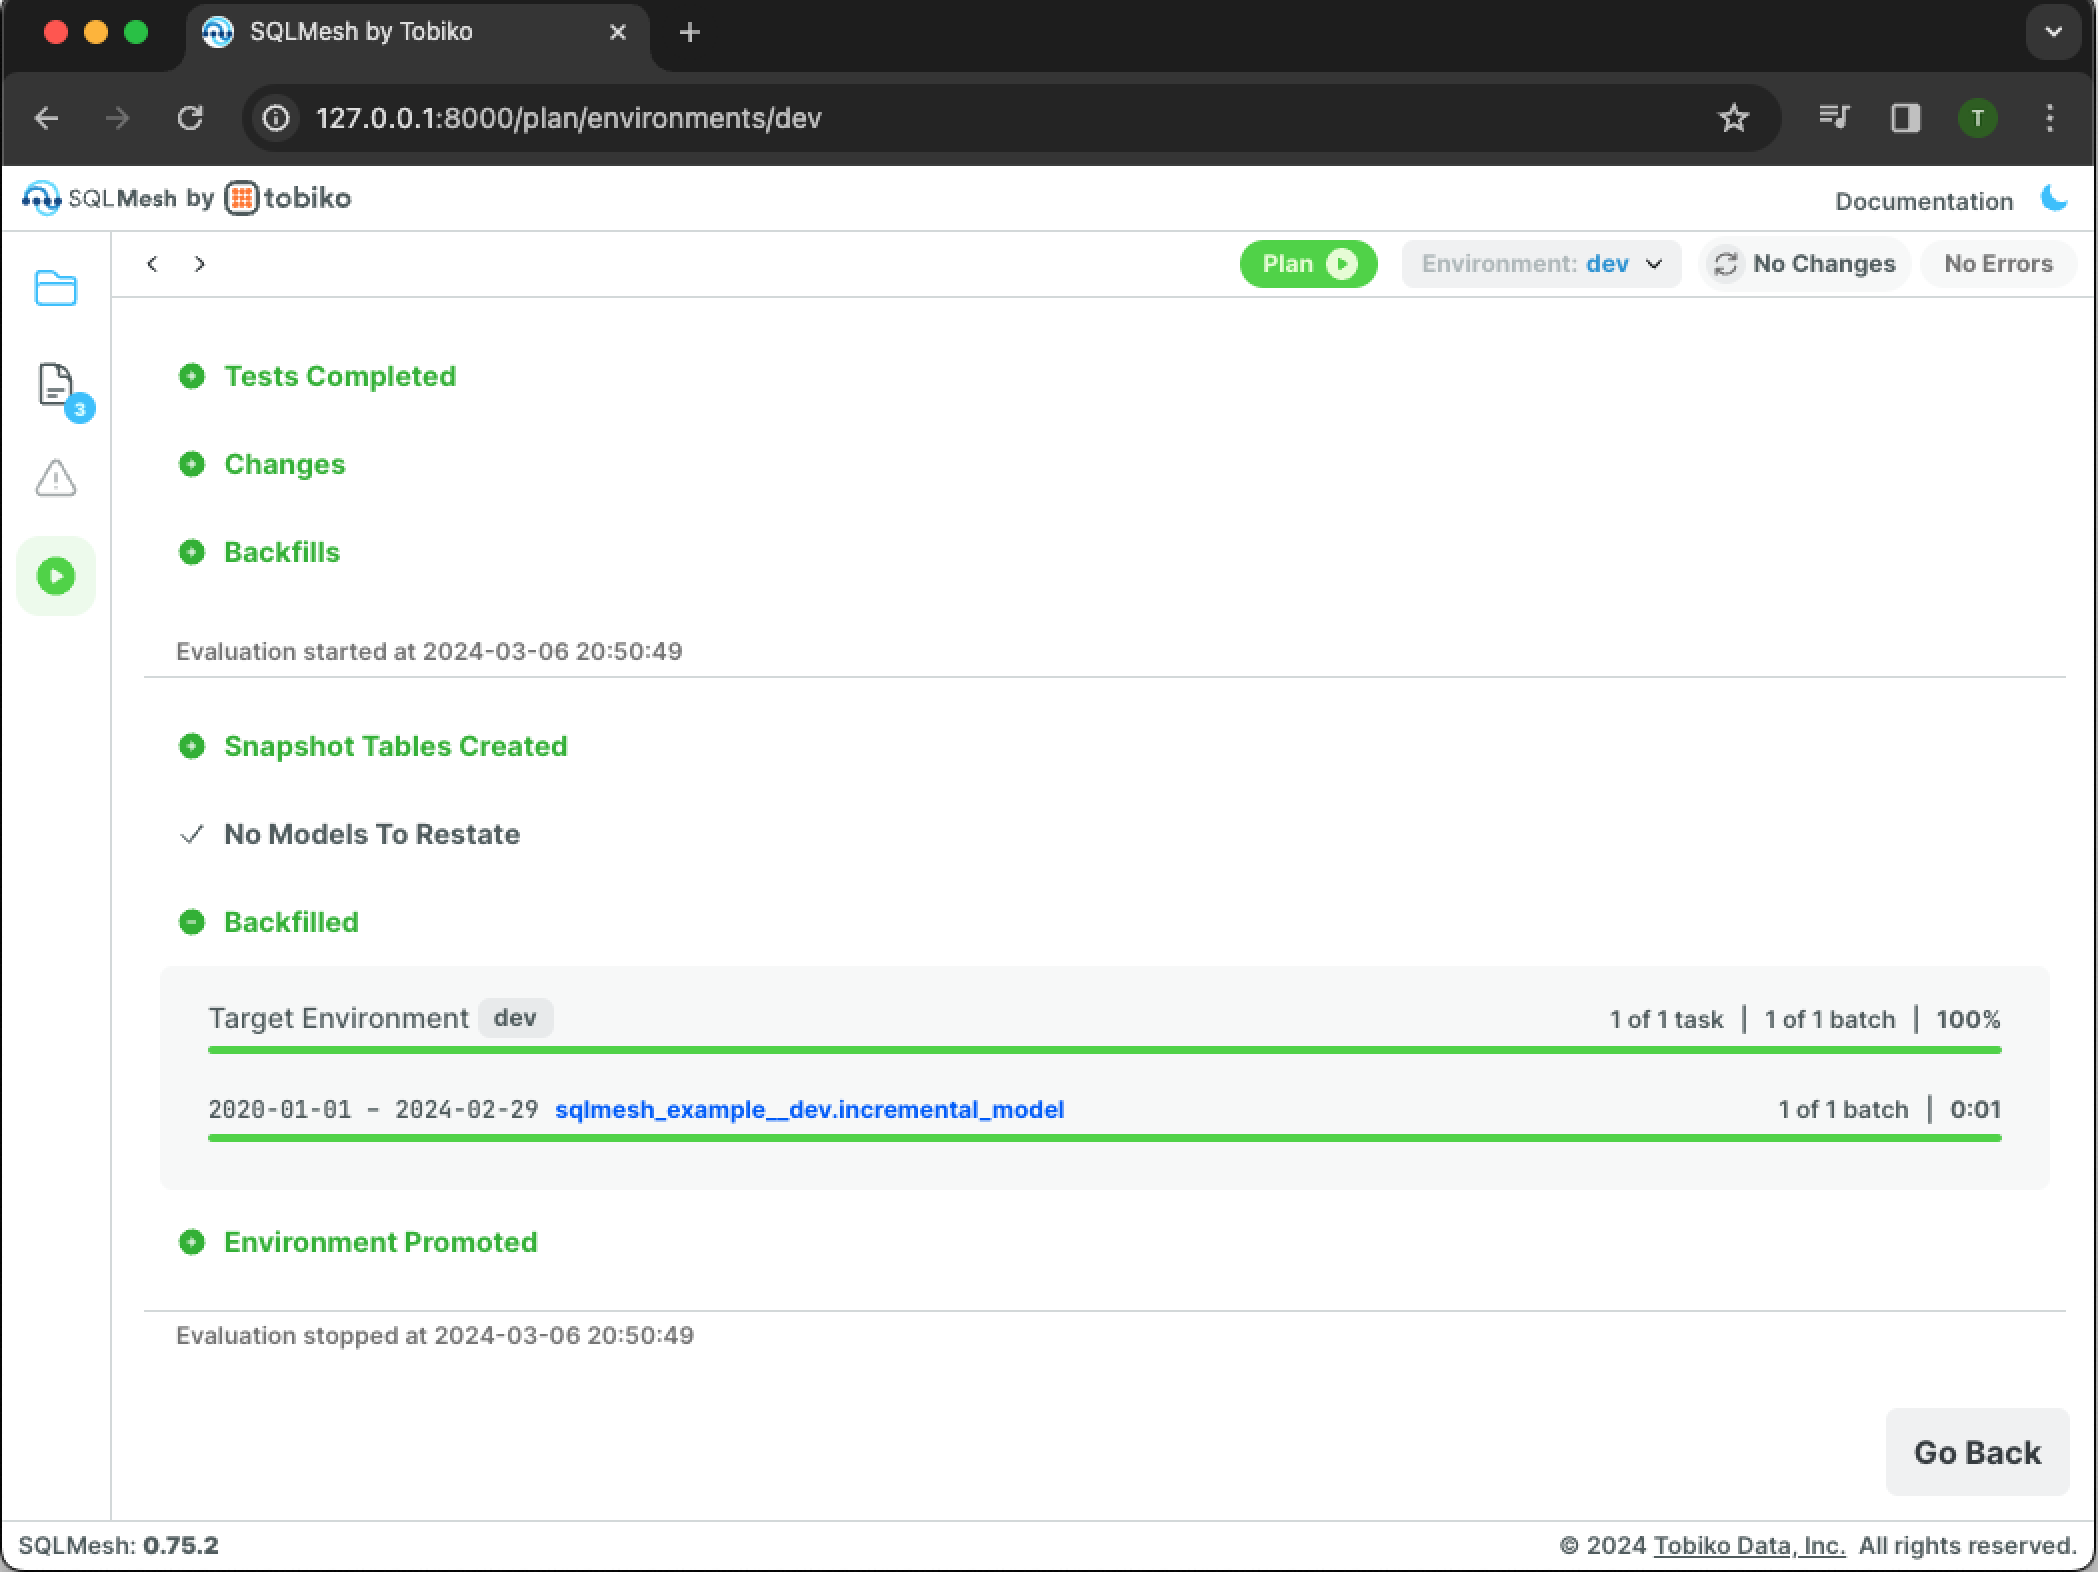 SQLMesh by Tobiko
127.0.0.1:8000/plan/environments/dev
T
SQLMesh by tobiko
Documentation
Plan
Environment: dev
No Changes
No Errors
3
Tests Completed
Changes
Backfills
Evaluation started at 2024-03-06 20:50:49
Snapshot Tables Created
No Models To Restate
Backfilled
Target Environment dev
1 of 1 task | 1 of 1 batch | 100%
2020-01-01 - 2024-02-29 sqlmesh_example__dev.incremental_model
1 of 1 batch | 0:01
Environment Promoted
Evaluation stopped at 2024-03-06 20:50:49
Go Back
SQLMesh: 0.75.2
© 2024 Tobiko Data, Inc. All rights reserved.